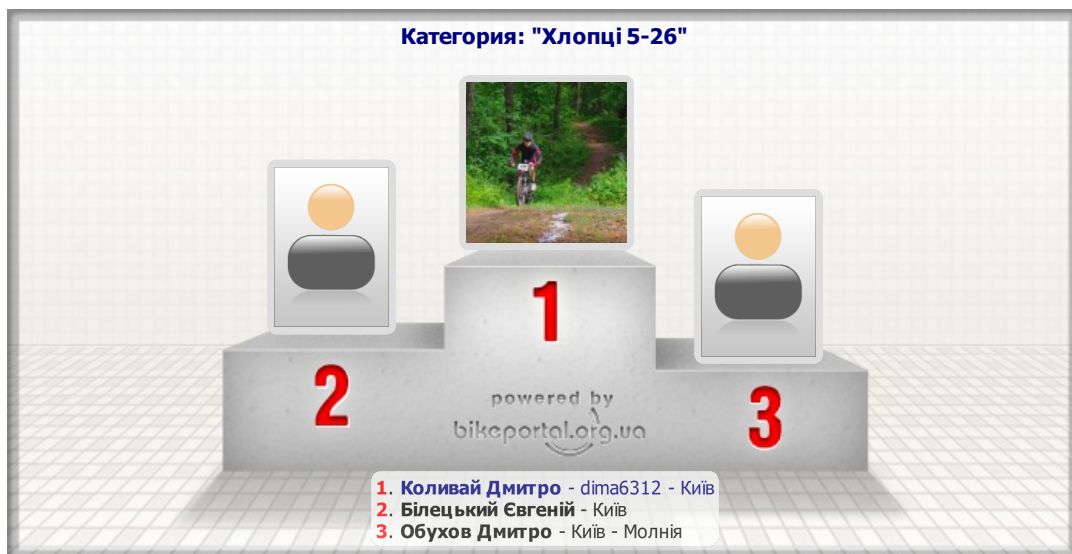 Категория: "Хлопці 5-26"
1
2
3
powered by
bikeportal.org.ua
1. Коливай Дмитро - dima6312 - Київ
2. Білецький Євгеній - Київ
3. Обухов Дмитро - Київ - Молнія